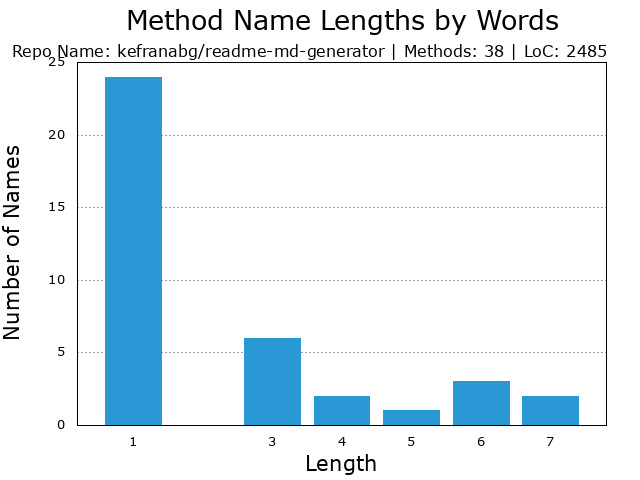 Method Name Lengths by Words
Repo Name: kefranabg/readme-md-generator | Methods: 38 | LoC: 2485
25
20
15
10
5
0
Number of Names
1 3 4 5 6 7
Length